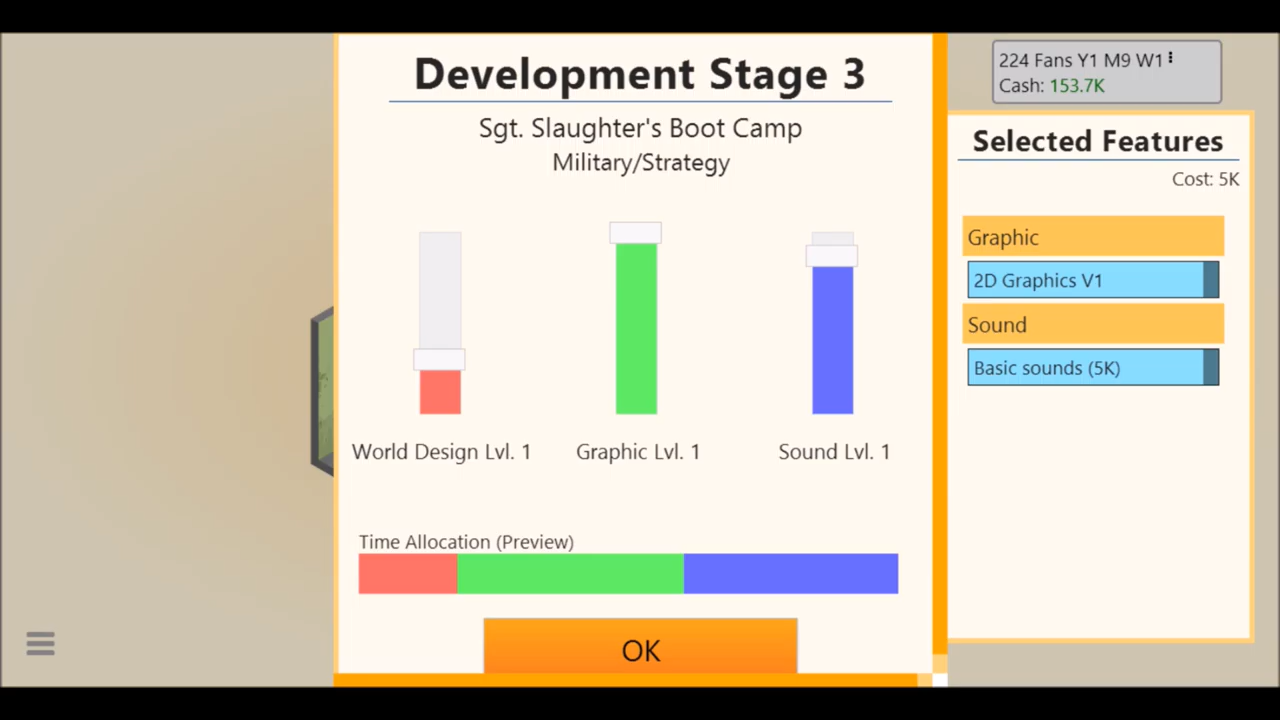 Development Stage 3
Sgt. Slaughter's Boot Camp
Military/Strategy
World Design Lvl. 1
Graphic Lvl. 1
Sound Lvl. 1
Time Allocation (Preview)
OK
224 Fans Y1 M9 W1
Cash: 153.7K
Selected Features
Cost: 5K
Graphic
2D Graphics V1
Sound
Basic sounds (5K)